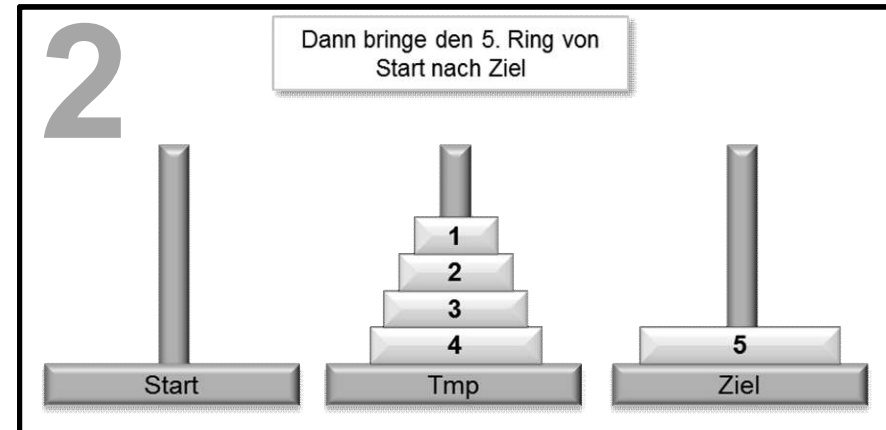 2
Dann bringe den 5. Ring von
Start nach Ziel
1
2
3
4
5
Start
Tmp
Ziel